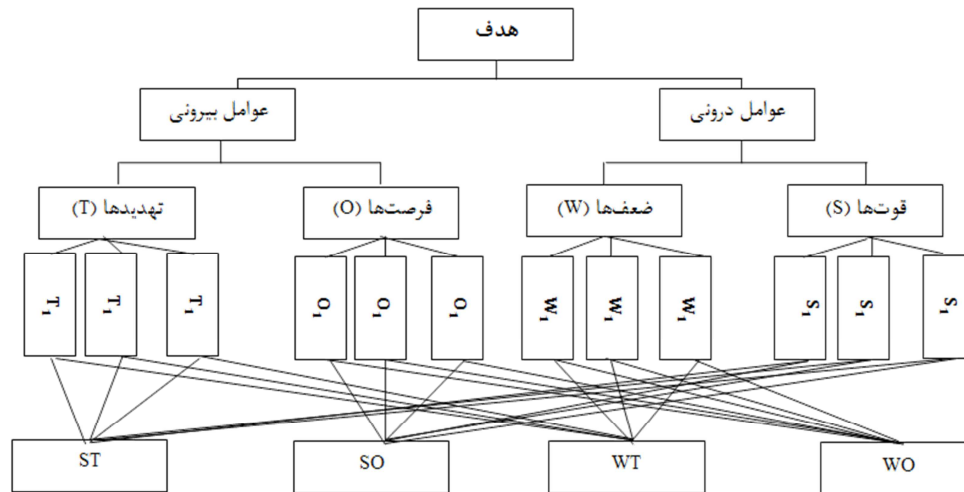 هدف
عوامل درونی
عوامل بیرونی
قوت‌ها (S)
ضعف‌ها (W)
فرصت‌ها (O)
تهدیدها (T)
S₁
S₁
S₁
W₁
W₁
W₁
O₁
O₁
O₁
T₁
T₁
T₁
WO
WT
SO
ST